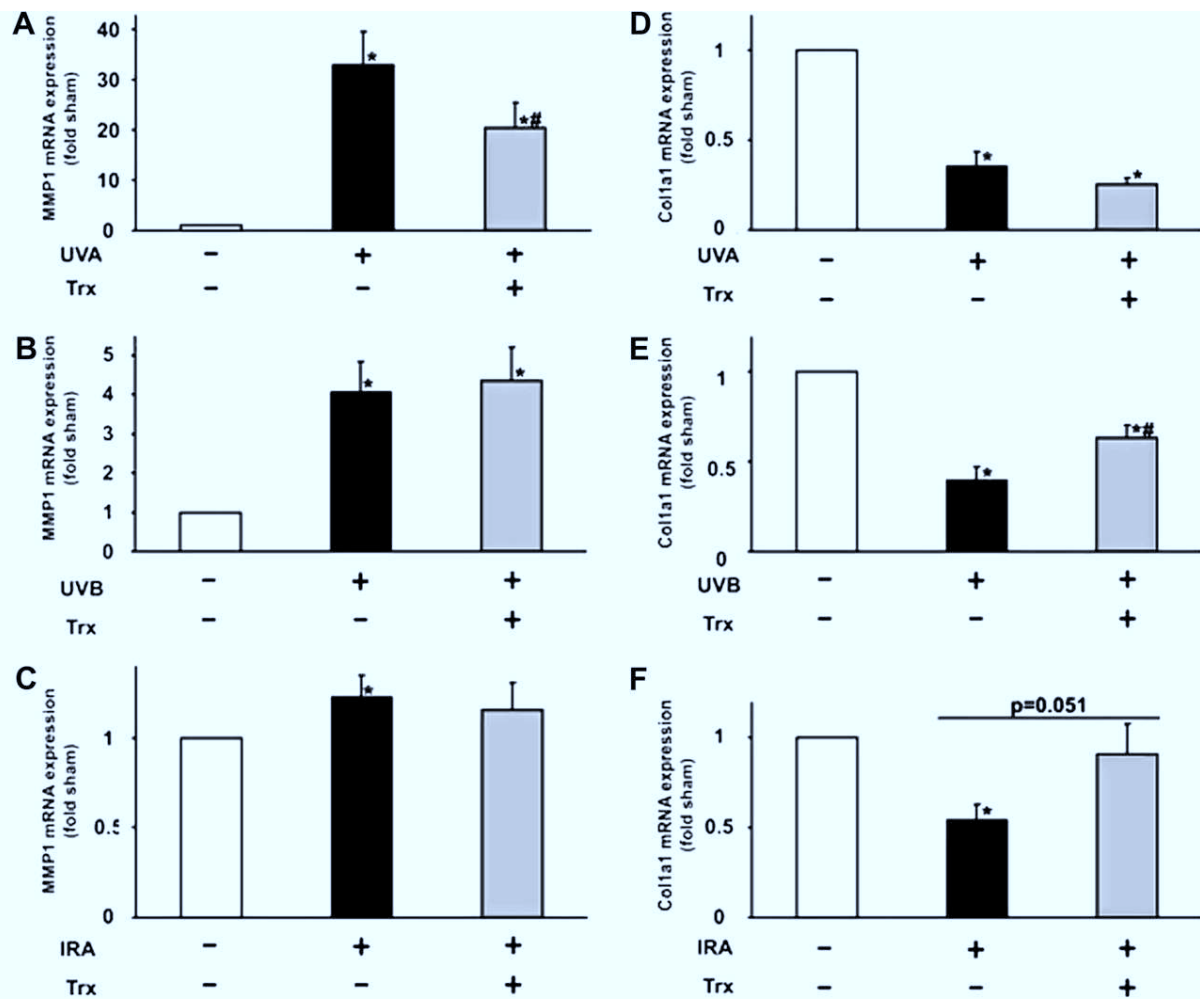 A
MMP1 mRNA expression
(fold sham)
40
30
20
10
0
*
*#
UVA − + +
Trx − − +
D
Col1a1 mRNA expression
(fold sham)
1
0.5
0
*
*
UVA − + +
Trx − − +
B
MMP1 mRNA expression
(fold sham)
5
4
3
2
1
0
*
*
UVB − + +
Trx − − +
E
Col1a1 mRNA expression
(fold sham)
1
0.5
0
*
*#
UVB − + +
Trx − − +
C
MMP1 mRNA expression
(fold sham)
1
0.5
0
*
IRA − + +
Trx − − +
F
Col1a1 mRNA expression
(fold sham)
p=0.051
1
0.5
0
*
IRA − + +
Trx − − +